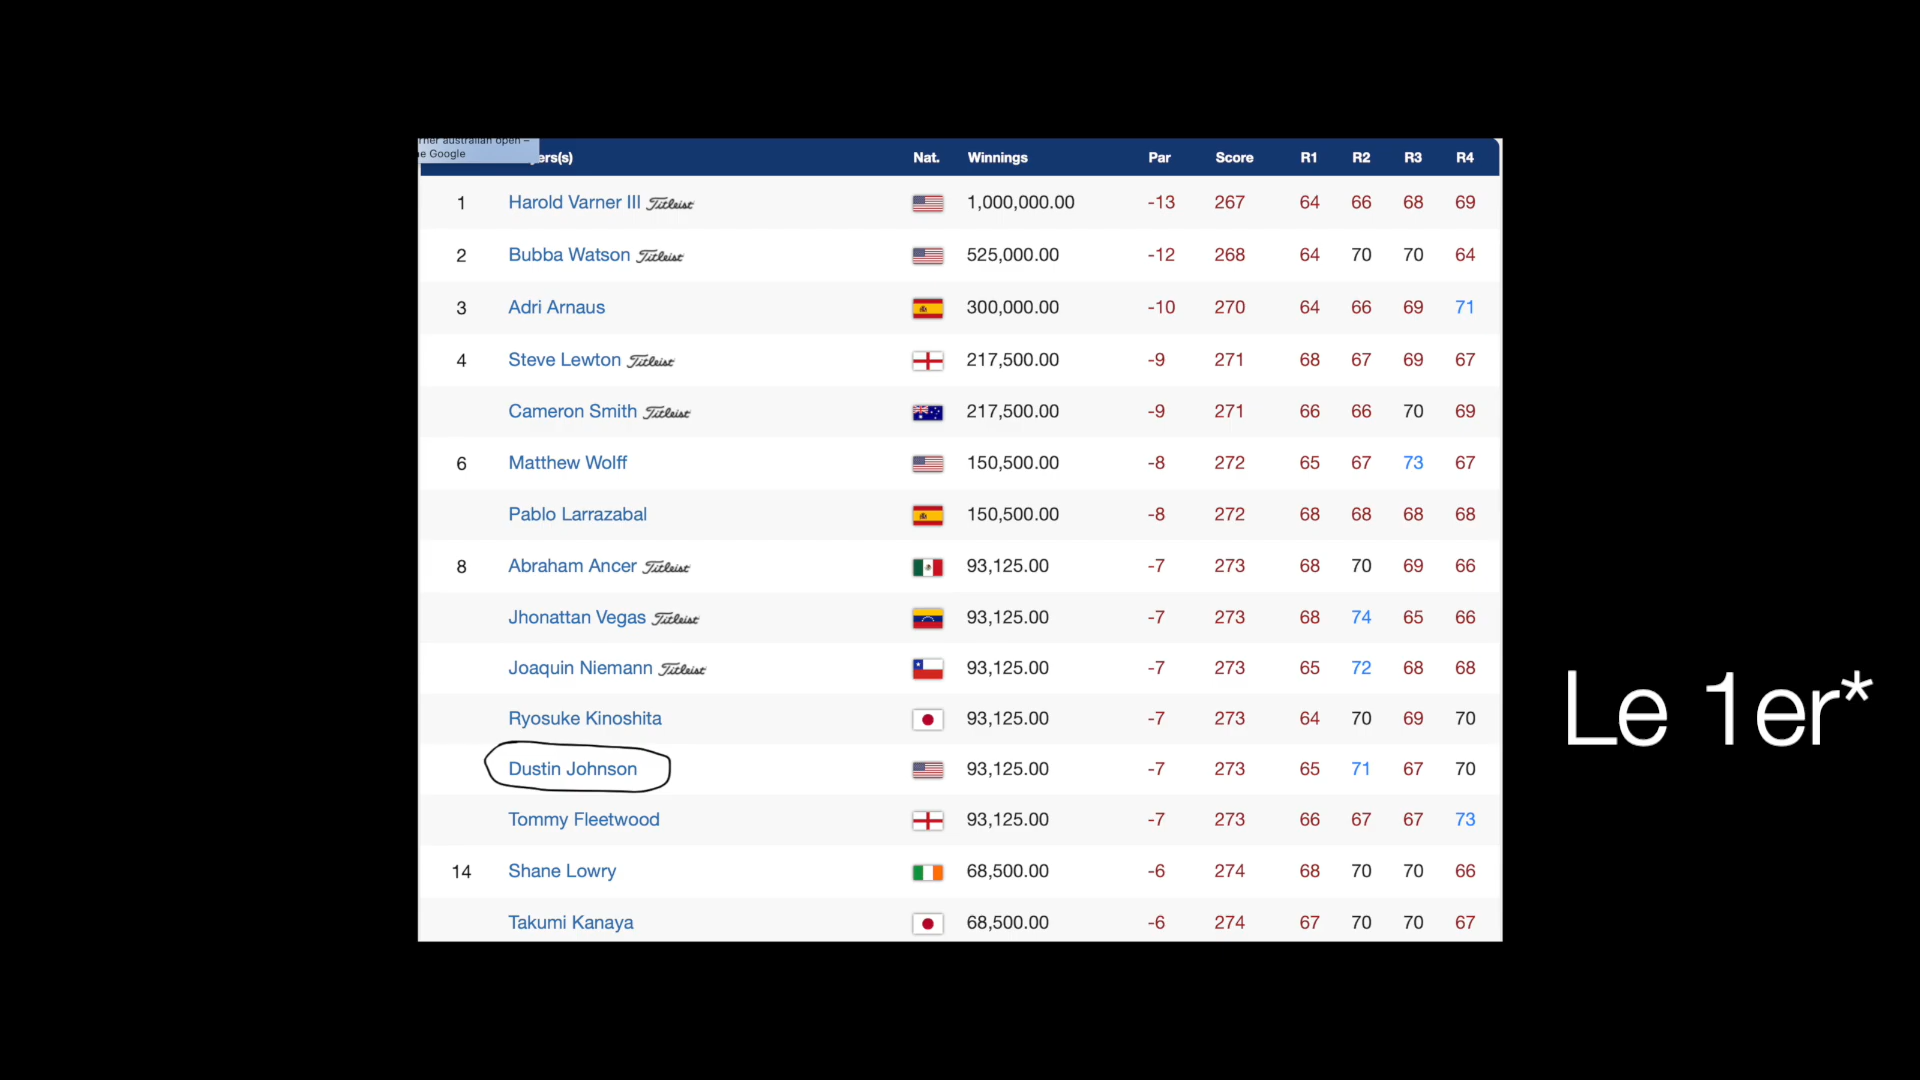 rner australian open –
e Google
yers(s) Nat. Winnings Par Score R1 R2 R3 R4
1 Harold Varner III Titleist 1,000,000.00 -13 267 64 66 68 69
2 Bubba Watson Titleist 525,000.00 -12 268 64 70 70 64
3 Adri Arnaus 300,000.00 -10 270 64 66 69 71
4 Steve Lewton Titleist 217,500.00 -9 271 68 67 69 67
Cameron Smith Titleist 217,500.00 -9 271 66 66 70 69
6 Matthew Wolff 150,500.00 -8 272 65 67 73 67
Pablo Larrazabal 150,500.00 -8 272 68 68 68 68
8 Abraham Ancer Titleist 93,125.00 -7 273 68 70 69 66
Jhonattan Vegas Titleist 93,125.00 -7 273 68 74 65 66
Joaquin Niemann Titleist 93,125.00 -7 273 65 72 68 68
Ryosuke Kinoshita 93,125.00 -7 273 64 70 69 70
Dustin Johnson 93,125.00 -7 273 65 71 67 70
Tommy Fleetwood 93,125.00 -7 273 66 67 67 73
14 Shane Lowry 68,500.00 -6 274 68 70 70 66
Takumi Kanaya 68,500.00 -6 274 67 70 70 67
Le 1er*